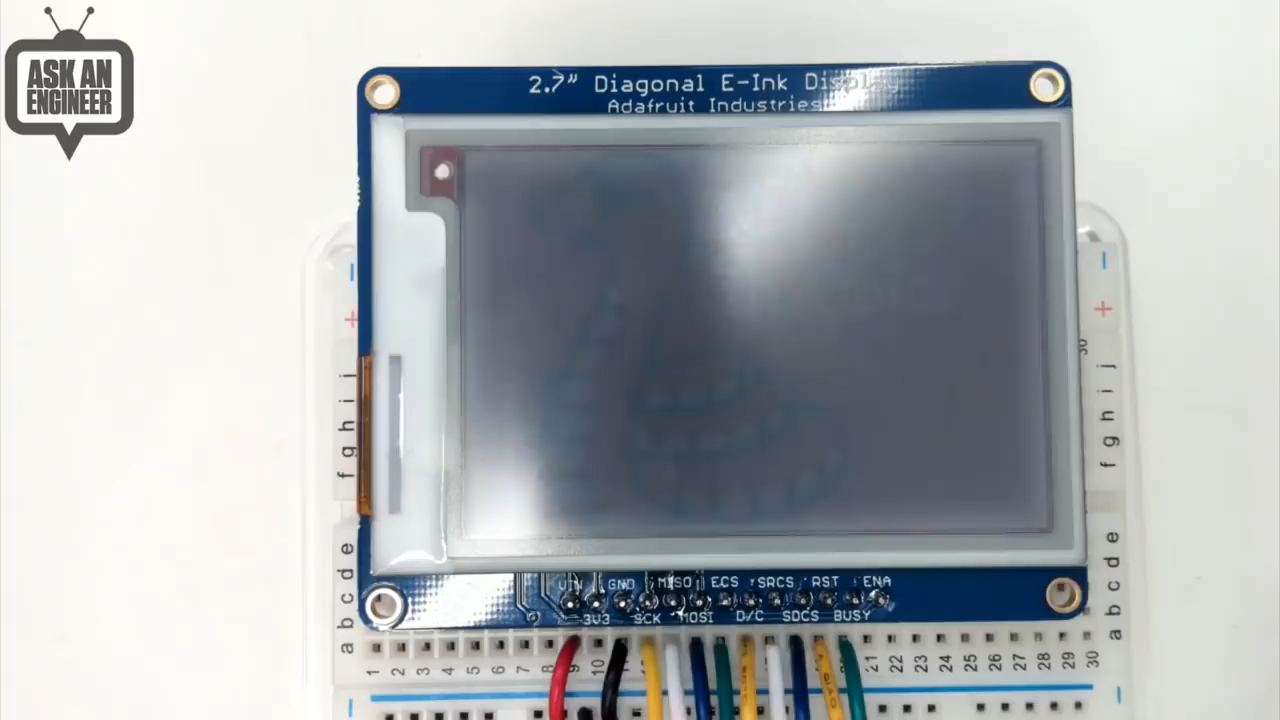 ASK AN
ENGINEER
2.7" Diagonal E-Ink Display
Adafruit Industries
- -
+ +
30
j j
i i
h h
g g
f f
VIN GND MISO ECS SRCS RST ENA
3V3 SCK MOSI D/C SDCS BUSY
e e
d d
c c
b b
a a
1 2 3 4 5 6 7 8 9 10 21 22 23 24 25 26 27 28 29 30
- -